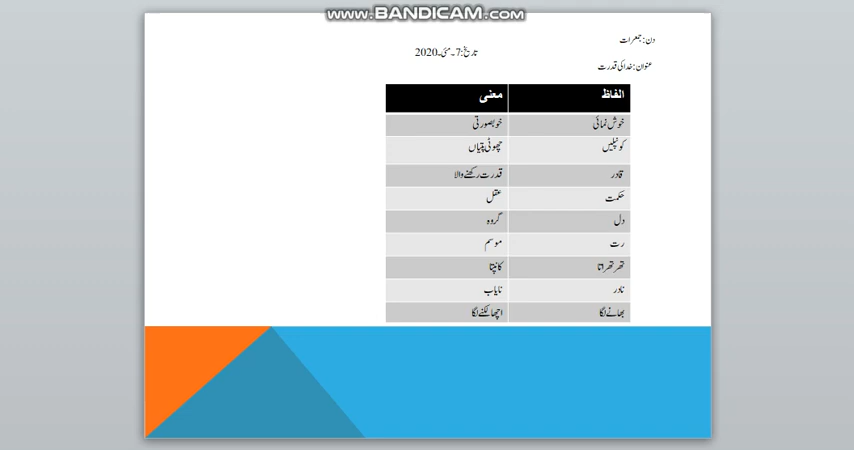 www.BANDICAM.com
دن: جمعرات
تاریخ: 7۔ مئی۔ 2020
عنوان: خدا کی قدرت
الفاظ معنی
خوش نمائی خوبصورتی
کونپلیں چھوٹی پتیاں
قادر قدرت رکھنے والا
حکمت عقل
دل گروہ
رت موسم
تھرتھراتا کانپتا
نادر نایاب
بھانے لگا اچھا لگنے لگا